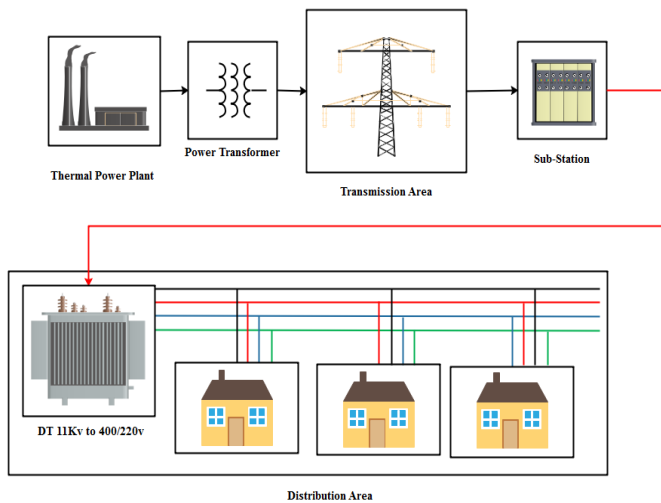 Thermal Power Plant
Power Transformer
Transmission Area
Sub-Station
DT 11Kv to 400/220v
Distribution Area